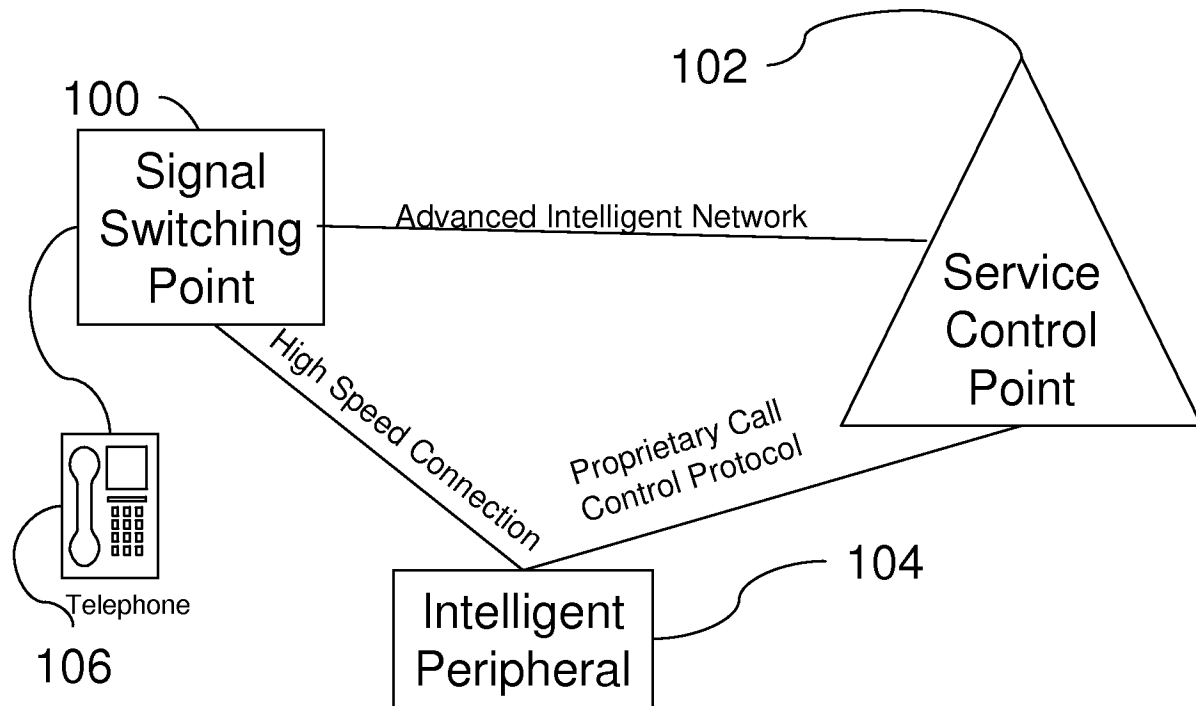 102
100
Signal
Switching
Point
Advanced Intelligent Network
Service
Control
Point
High Speed Connection
Proprietary Call
Control Protocol
104
Telephone
Intelligent
Peripheral
106